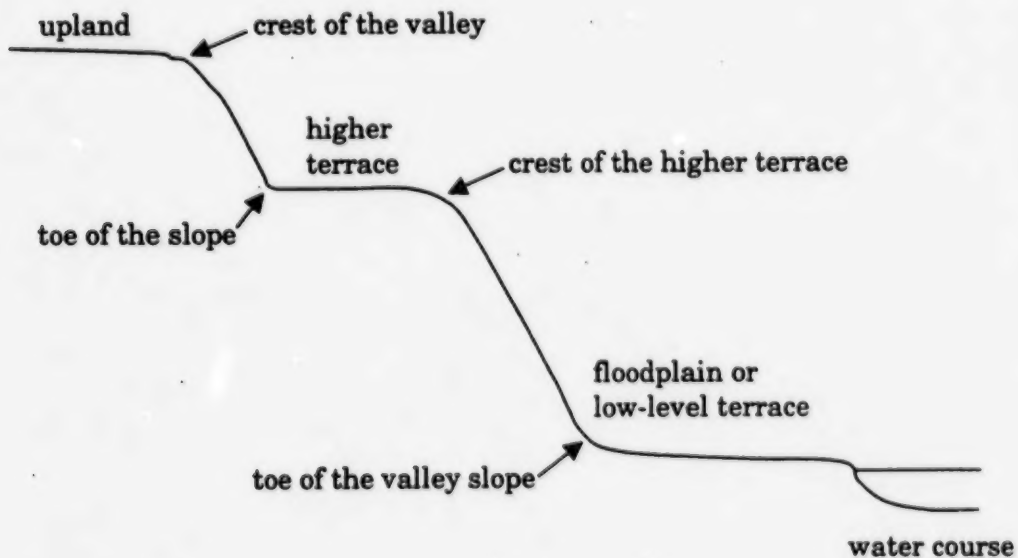 upland
crest of the valley
higher
terrace
crest of the higher terrace
toe of the slope
floodplain or
low-level terrace
toe of the valley slope
water course